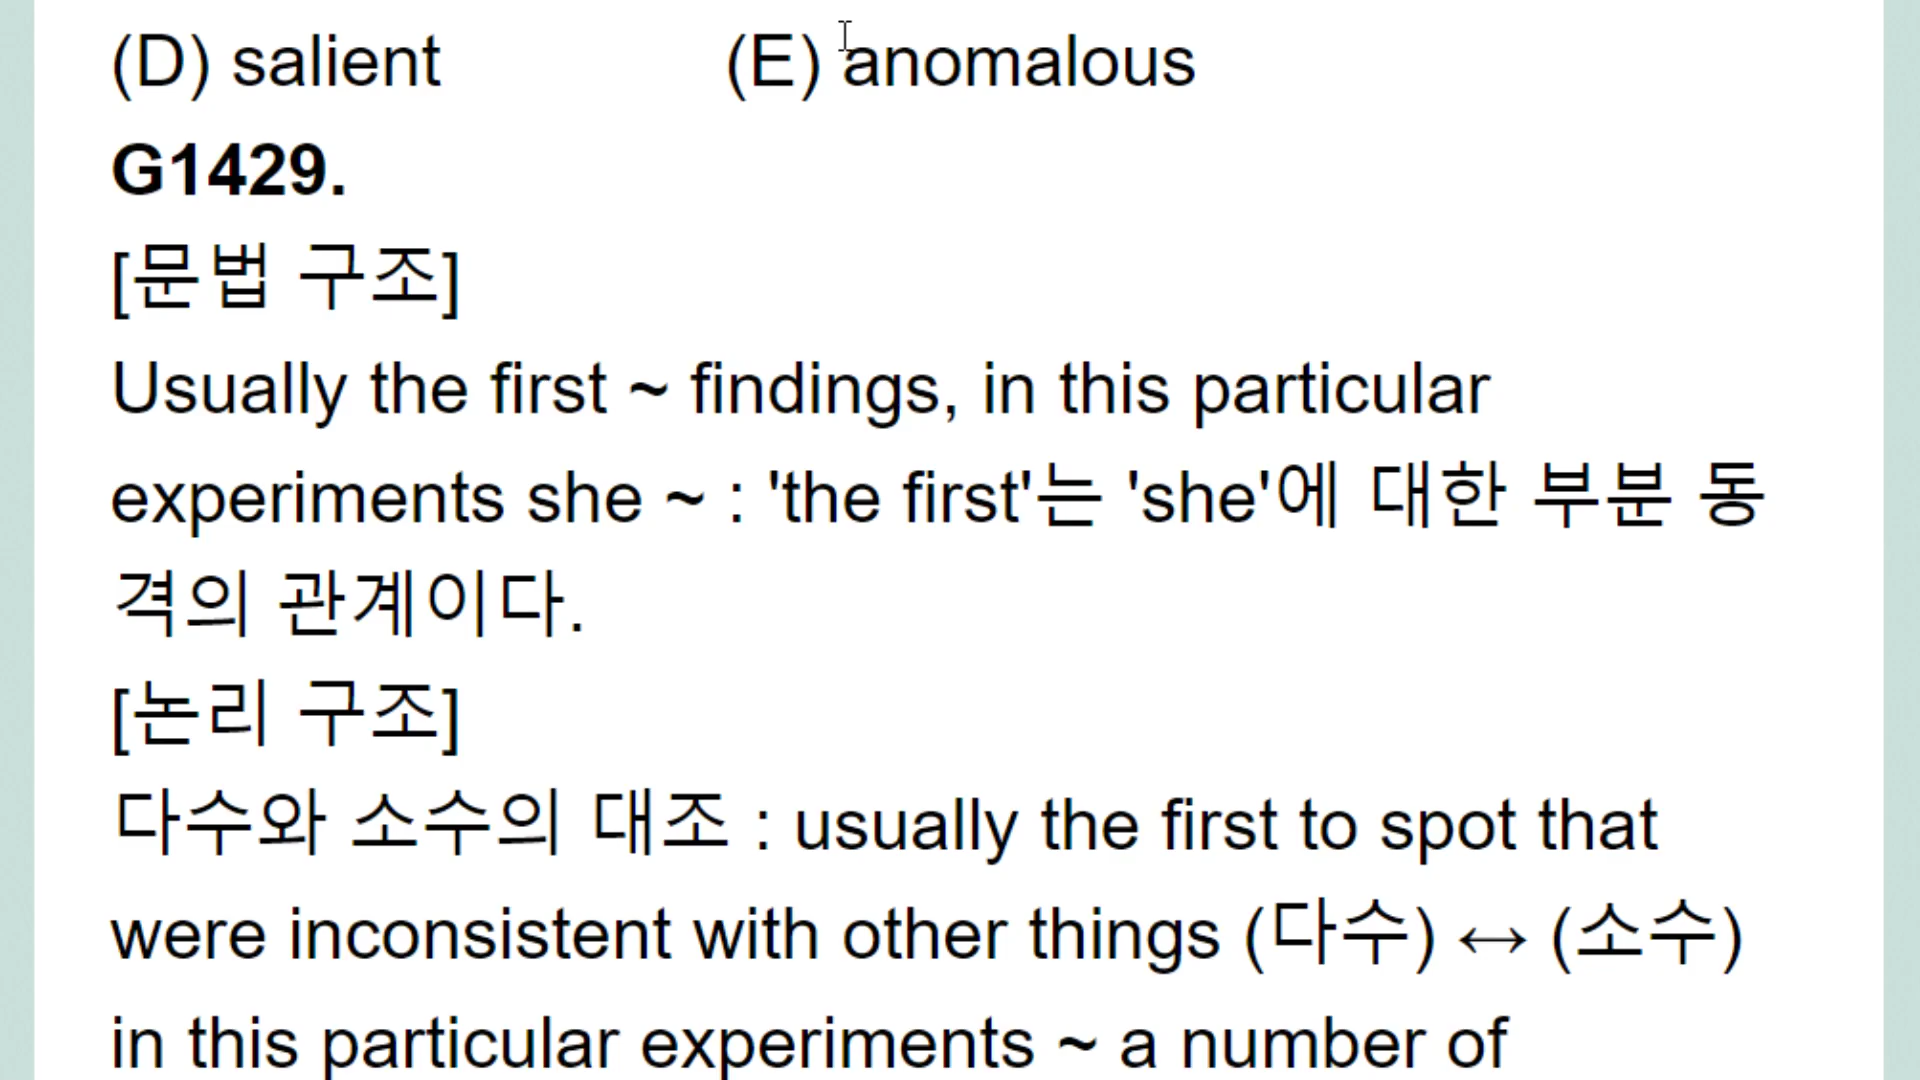 (D) salient (E) anomalous
G1429.
[문법 구조]
Usually the first ~ findings, in this particular
experiments she ~ : 'the first'는 'she'에 대한 부분 동
격의 관계이다.
[논리 구조]
다수와 소수의 대조 : usually the first to spot that
were inconsistent with other things (다수) ↔ (소수)
in this particular experiments ~ a number of